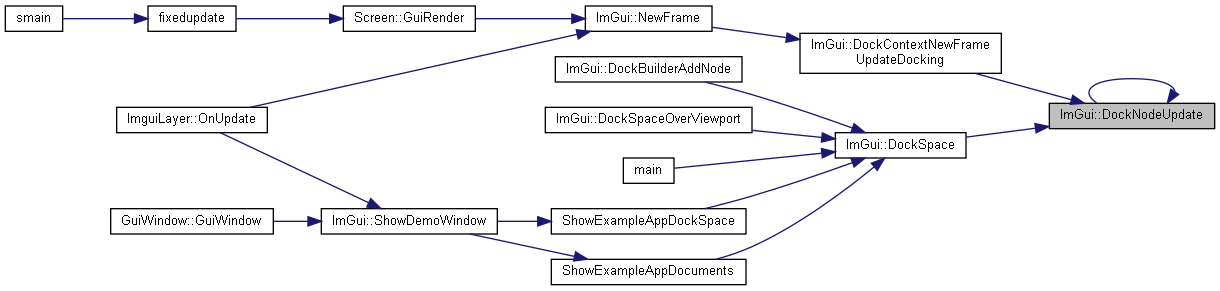 smain
fixedupdate
Screen::GuiRender
ImGui::NewFrame
ImGui::DockContextNewFrame
UpdateDocking
ImGui::DockBuilderAddNode
ImguiLayer::OnUpdate
ImGui::DockSpaceOverViewport
ImGui::DockNodeUpdate
ImGui::DockSpace
main
GuiWindow::GuiWindow
ImGui::ShowDemoWindow
ShowExampleAppDockSpace
ShowExampleAppDocuments